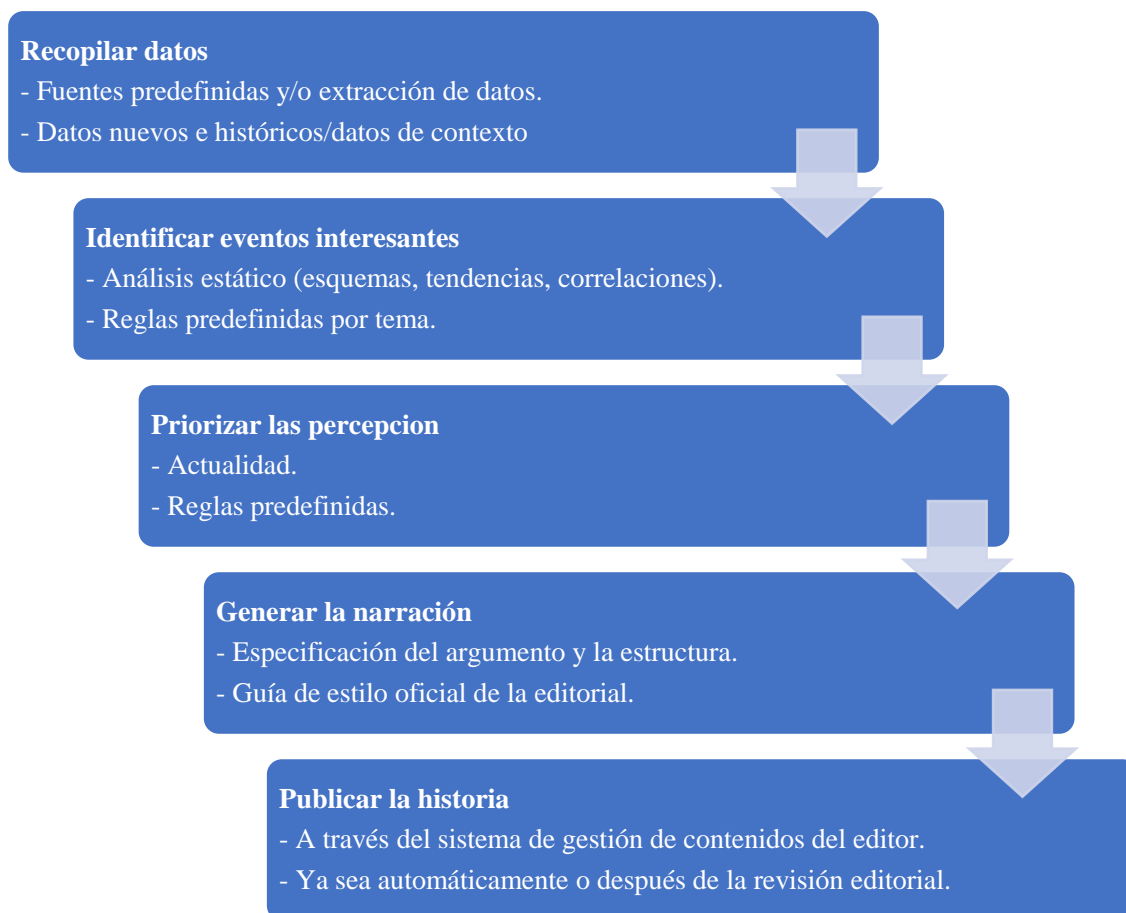 Recopilar datos
- Fuentes predefinidas y/o extracción de datos.
- Datos nuevos e históricos/datos de contexto
Identificar eventos interesantes
- Análisis estático (esquemas, tendencias, correlaciones).
- Reglas predefinidas por tema.
Priorizar las percepcion
- Actualidad.
- Reglas predefinidas.
Generar la narración
- Especificación del argumento y la estructura.
- Guía de estilo oficial de la editorial.
Publicar la historia
- A través del sistema de gestión de contenidos del editor.
- Ya sea automáticamente o después de la revisión editorial.